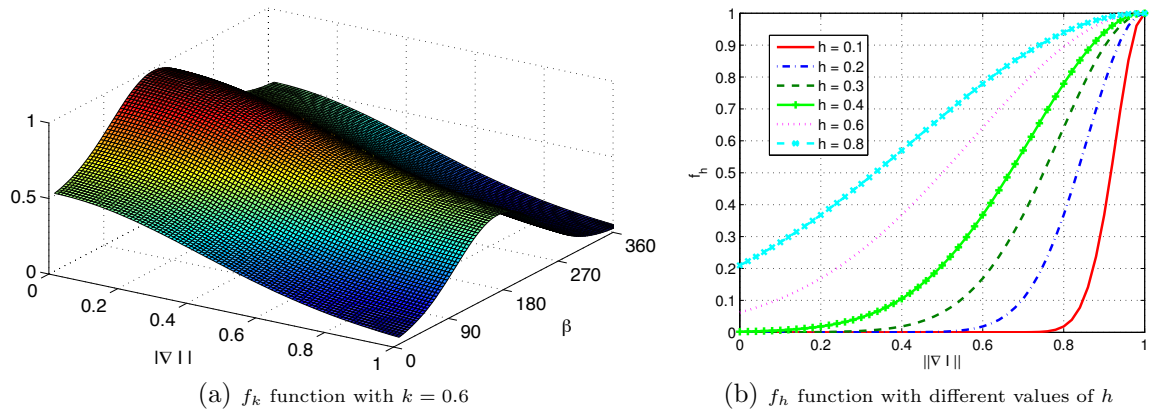 1
0.5
0
0
0.2
0.4
0.6
0.8
1
|∇ I |
0
90
180
270
360
β
(a) f_k function with k = 0.6
1
0.9
0.8
0.7
0.6
0.5
0.4
0.3
0.2
0.1
0
f_h
h = 0.1
h = 0.2
h = 0.3
h = 0.4
h = 0.6
h = 0.8
0 0.2 0.4 0.6 0.8 1
||∇ I ||
(b) f_h function with different values of h